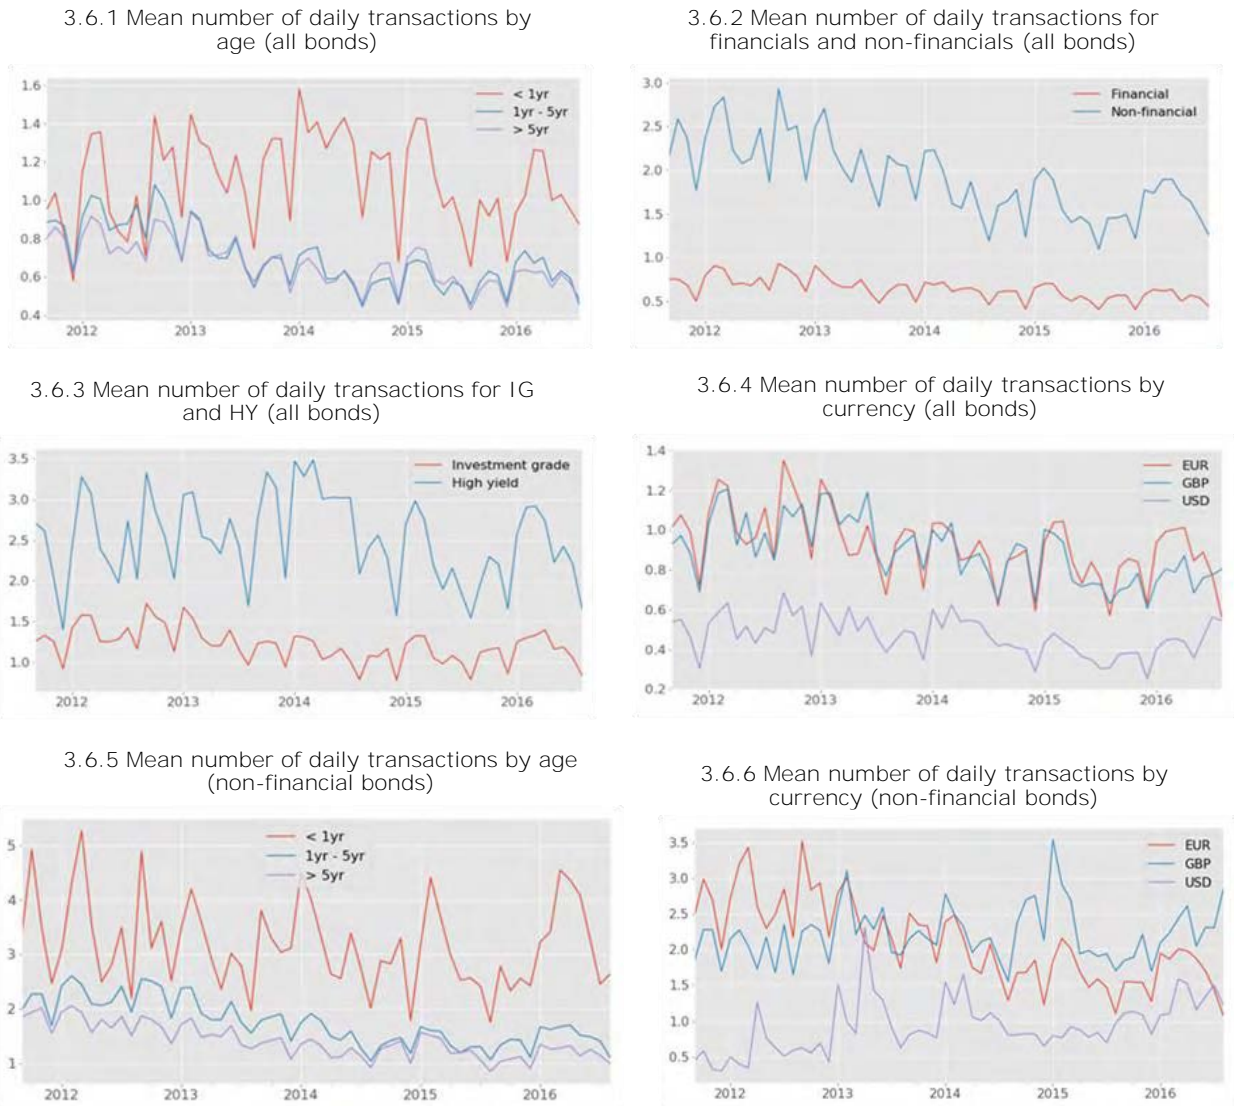 3.6.1 Mean number of daily transactions by
age (all bonds)
1.6
1.4
1.2
1.0
0.8
0.6
0.4
< 1yr
1yr - 5yr
> 5yr
2012 2013 2014 2015 2016
3.6.2 Mean number of daily transactions for
financials and non-financials (all bonds)
3.0
2.5
2.0
1.5
1.0
0.5
Financial
Non-financial
2012 2013 2014 2015 2016
3.6.3 Mean number of daily transactions for IG
and HY (all bonds)
3.5
3.0
2.5
2.0
1.5
1.0
Investment grade
High yield
2012 2013 2014 2015 2016
3.6.4 Mean number of daily transactions by
currency (all bonds)
1.4
1.2
1.0
0.8
0.6
0.4
0.2
EUR
GBP
USD
2012 2013 2014 2015 2016
3.6.5 Mean number of daily transactions by age
(non-financial bonds)
5
4
3
2
1
< 1yr
1yr - 5yr
> 5yr
2012 2013 2014 2015 2016
3.6.6 Mean number of daily transactions by
currency (non-financial bonds)
3.5
3.0
2.5
2.0
1.5
1.0
0.5
EUR
GBP
USD
2012 2013 2014 2015 2016